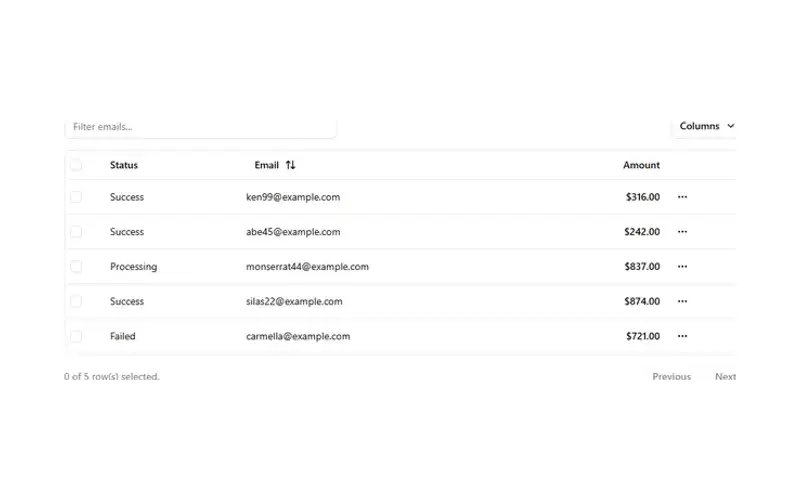 Filter emails... Columns
Status Email Amount
Success ken99@example.com $316.00 ...
Success abe45@example.com $242.00 ...
Processing monserrat44@example.com $837.00 ...
Success silas22@example.com $874.00 ...
Failed carmella@example.com $721.00 ...
0 of 5 row(s) selected. Previous Next